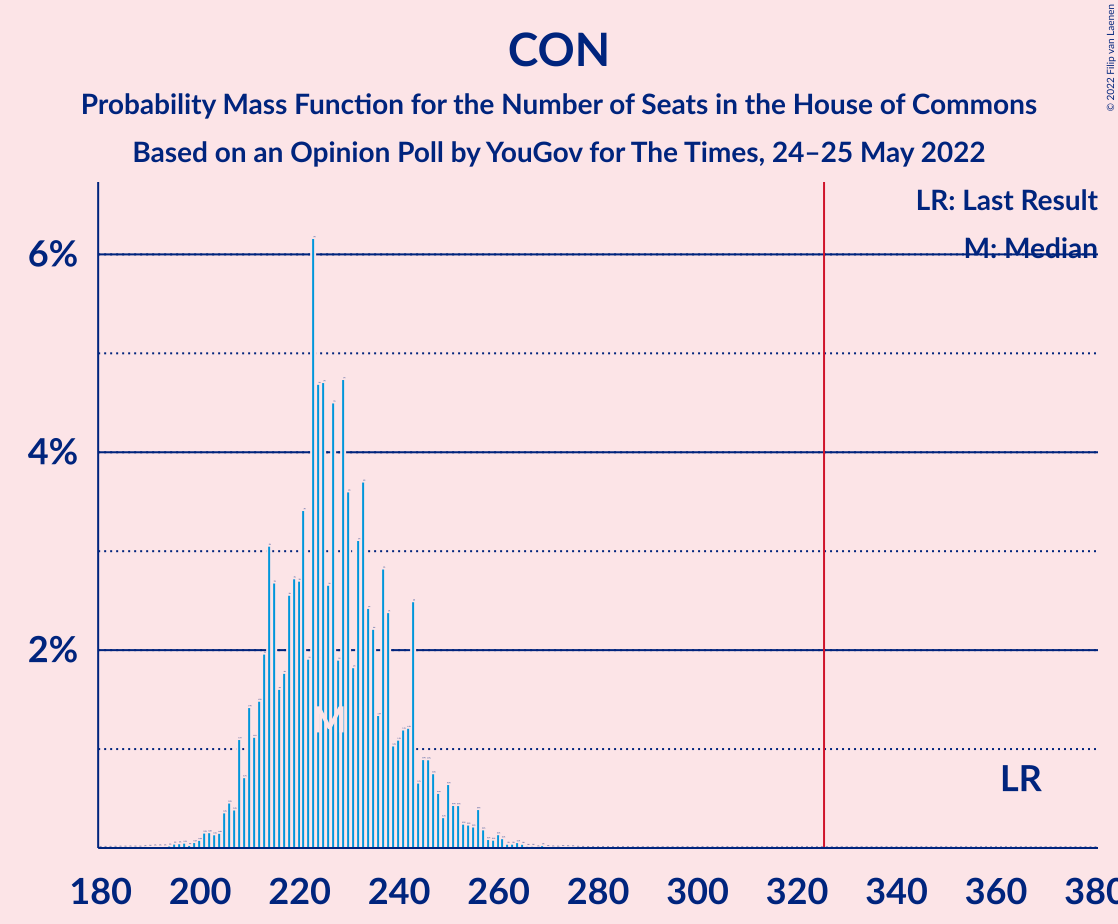 CON
Probability Mass Function for the Number of Seats in the House of Commons
Based on an Opinion Poll by YouGov for The Times, 24–25 May 2022
© 2022 Filip van Laenen
LR: Last Result
M: Median
6%
4%
2%
M
LR
180 200 220 240 260 280 300 320 340 360 380